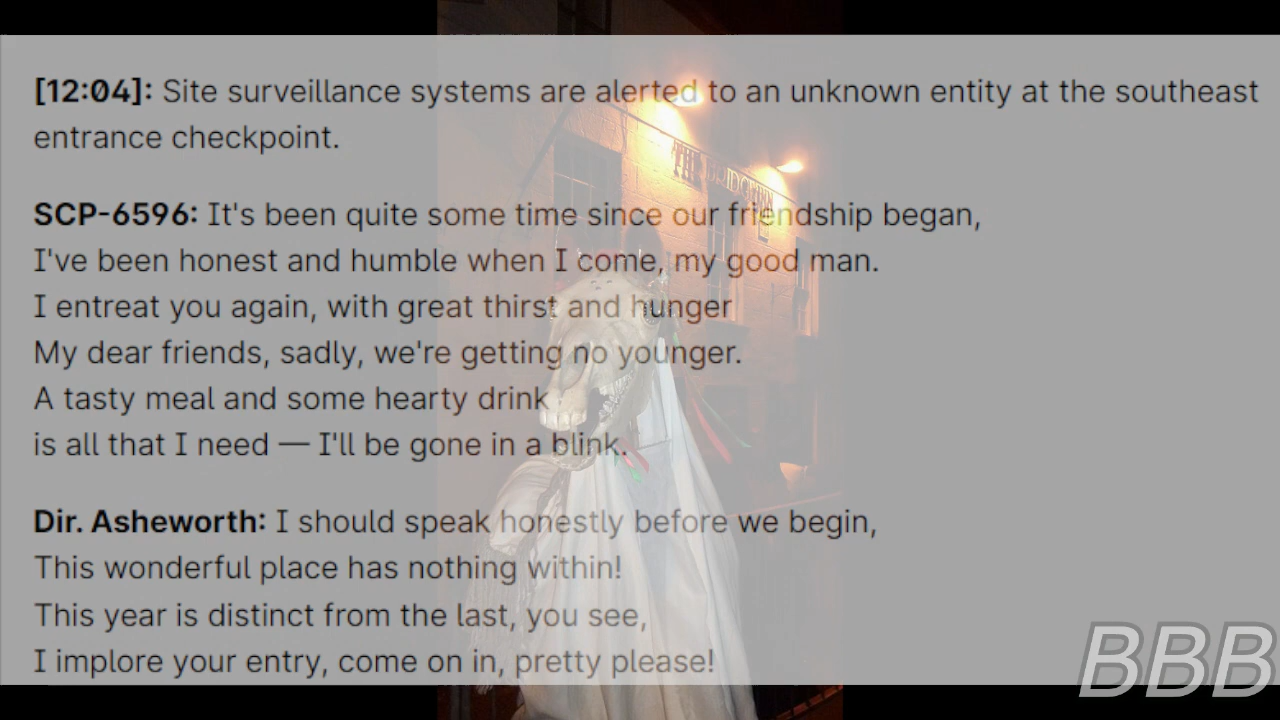 [12:04]: Site surveillance systems are alerted to an unknown entity at the southeast
entrance checkpoint.
SCP-6596: It's been quite some time since our friendship began,
I've been honest and humble when I come, my good man.
I entreat you again, with great thirst and hunger
My dear friends, sadly, we're getting no younger.
A tasty meal and some hearty drink
is all that I need — I'll be gone in a blink.
Dir. Asheworth: I should speak honestly before we begin,
This wonderful place has nothing within!
This year is distinct from the last, you see,
I implore your entry, come on in, pretty please!
THE BRIDGE INN
BBB